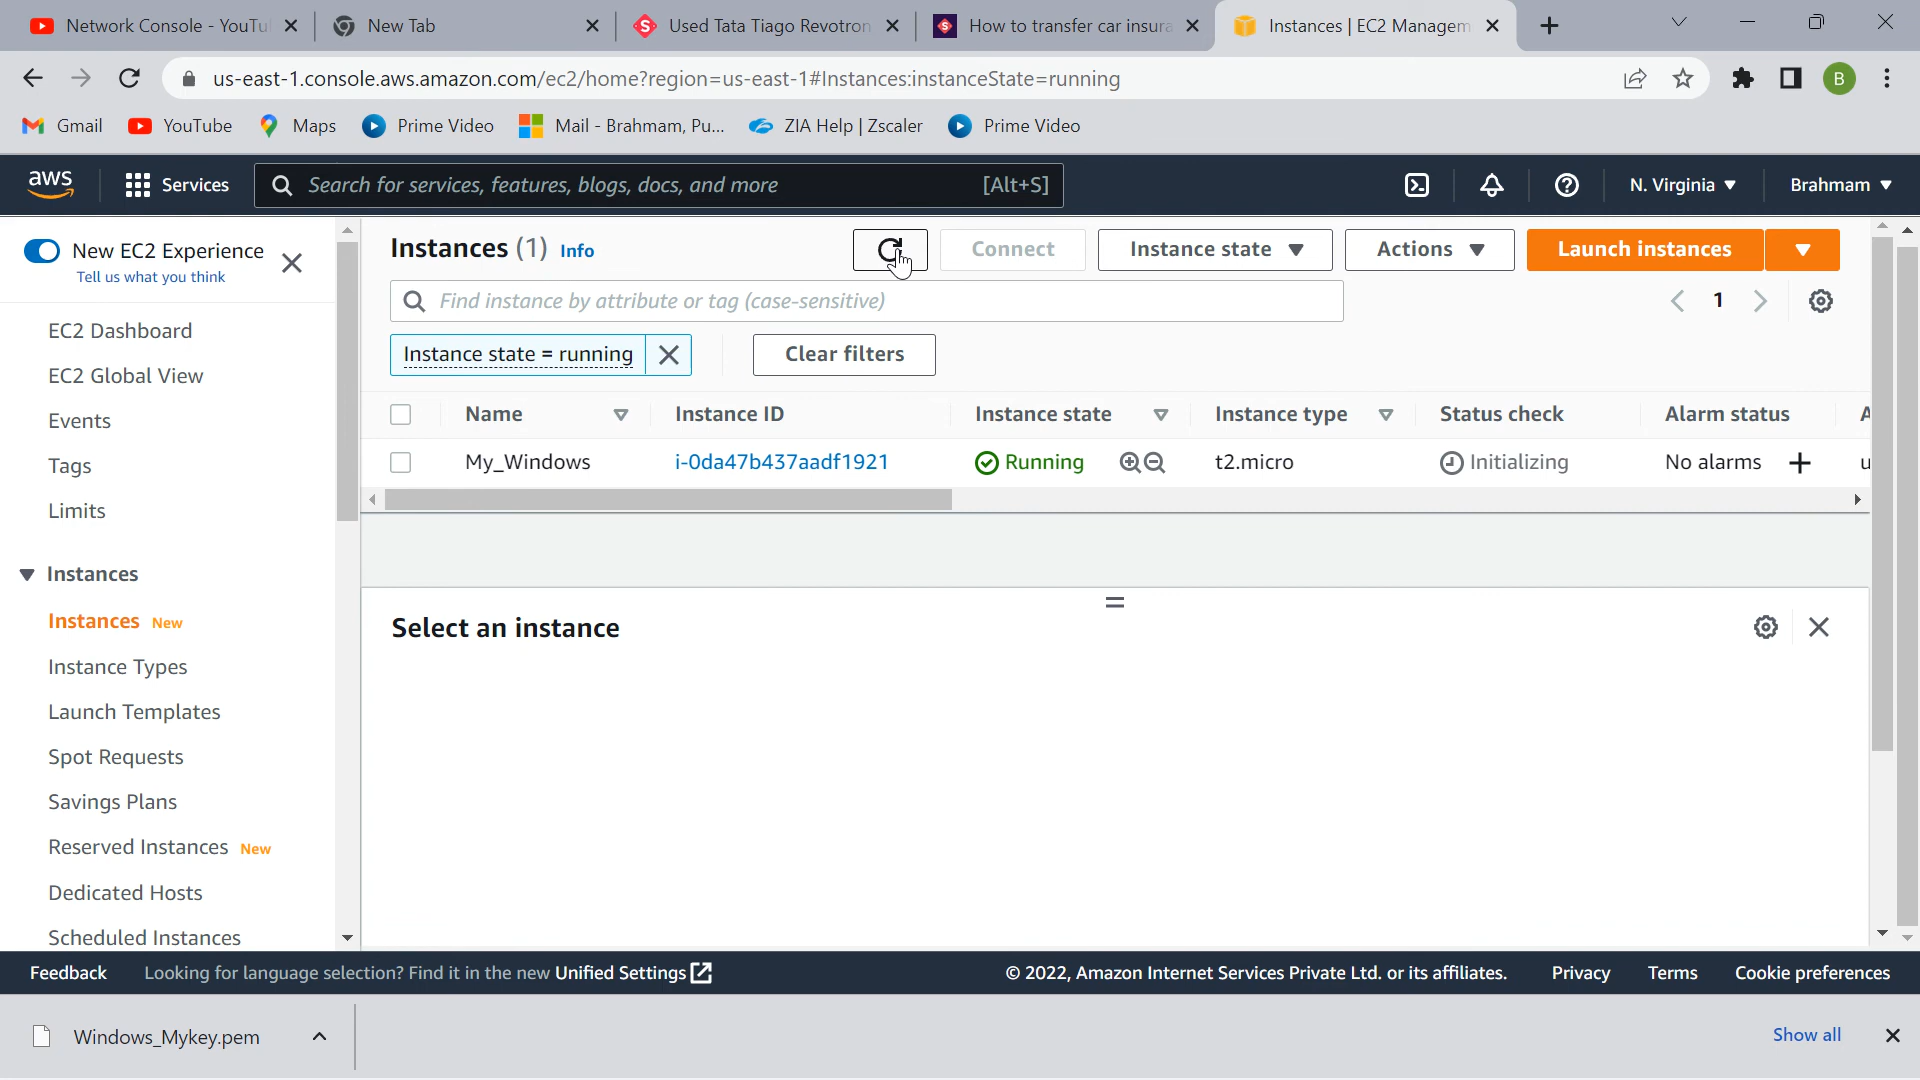 Network Console - YouTu
New Tab
Used Tata Tiago Revotron
How to transfer car insura
Instances | EC2 Managem
us-east-1.console.aws.amazon.com/ec2/home?region=us-east-1#Instances:instanceState=running
B
Gmail
YouTube
Maps
Prime Video
Mail - Brahmam, Pu...
ZIA Help | Zscaler
Prime Video
aws
Services
Search for services, features, blogs, docs, and more
[Alt+S]
N. Virginia
Brahmam
New EC2 Experience
Tell us what you think
EC2 Dashboard
EC2 Global View
Events
Tags
Limits
Instances
Instances New
Instance Types
Launch Templates
Spot Requests
Savings Plans
Reserved Instances New
Dedicated Hosts
Scheduled Instances
Instances (1) Info
Connect
Instance state
Actions
Launch instances
Find instance by attribute or tag (case-sensitive)
1
Instance state = running
Clear filters
Name
Instance ID
Instance state
Instance type
Status check
Alarm status
A
My_Windows
i-0da47b437aadf1921
Running
t2.micro
Initializing
No alarms
u
Select an instance
Feedback
Looking for language selection? Find it in the new Unified Settings
© 2022, Amazon Internet Services Private Ltd. or its affiliates.
Privacy
Terms
Cookie preferences
Windows_Mykey.pem
Show all